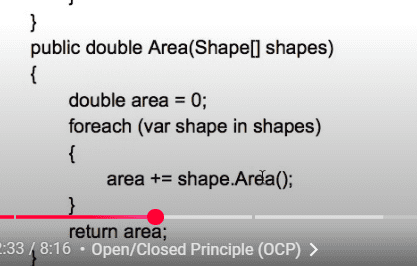 }
public double Area(Shape[] shapes)
{
double area = 0;
foreach (var shape in shapes)
{
area += shape.Area();
}
return area;
:33 / 8:16 • Open/Closed Principle (OCP) >
}